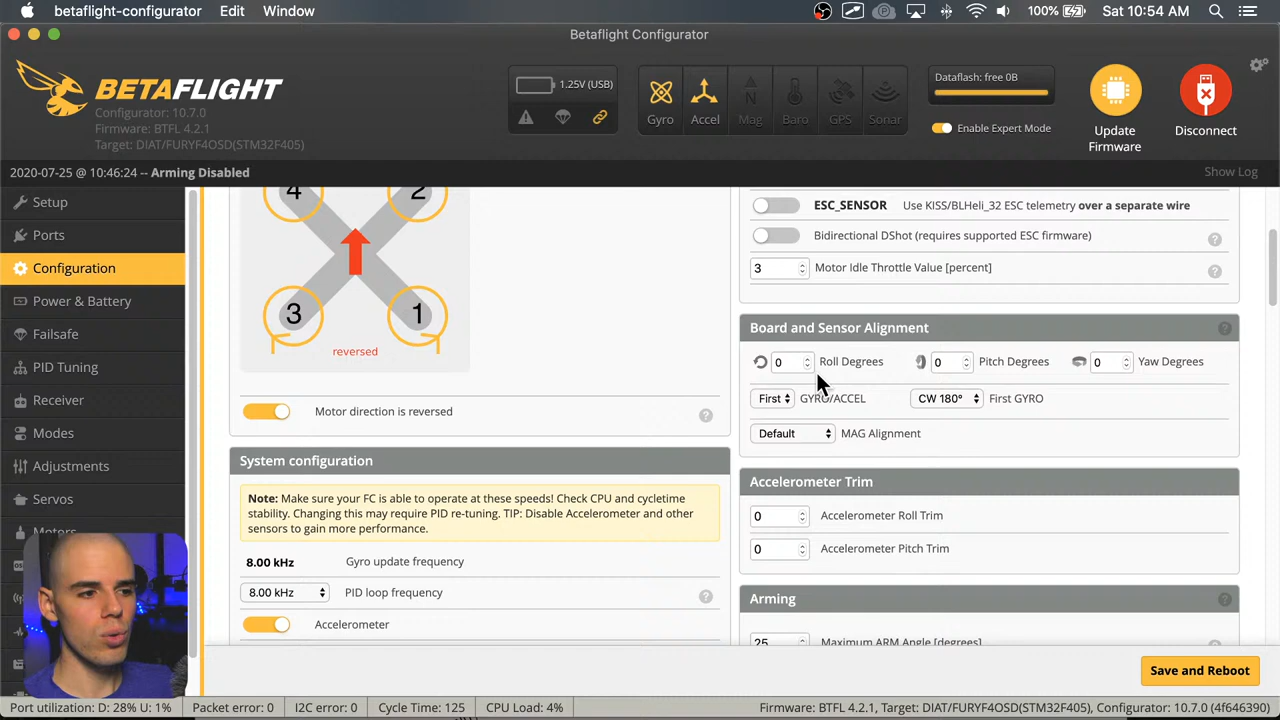 betaflight-configurator Edit Window 100% Sat 10:54 AM
Betaflight Configurator
BETAFLIGHT
Configurator: 10.7.0
Firmware: BTFL 4.2.1
Target: DIAT/FURYF4OSD(STM32F405)
1.25V (USB)
Gyro Accel Mag Baro GPS Sonar
Dataflash: free 0B
Enable Expert Mode
Update Firmware
Disconnect
2020-07-25 @ 10:46:24 -- Arming Disabled
Show Log
Setup
Ports
Configuration
Power & Battery
Failsafe
PID Tuning
Receiver
Modes
Adjustments
Servos
Motors
4 2
3 1
reversed
Motor direction is reversed
System configuration
Note: Make sure your FC is able to operate at these speeds! Check CPU and cycletime
stability. Changing this may require PID re-tuning. TIP: Disable Accelerometer and other
sensors to gain more performance.
8.00 kHz Gyro update frequency
8.00 kHz PID loop frequency
Accelerometer
ESC_SENSOR Use KISS/BLHeli_32 ESC telemetry over a separate wire
Bidirectional DShot (requires supported ESC firmware)
3 Motor Idle Throttle Value [percent]
Board and Sensor Alignment
0 Roll Degrees 0 Pitch Degrees 0 Yaw Degrees
First GYRO/ACCEL CW 180° First GYRO
Default MAG Alignment
Accelerometer Trim
0 Accelerometer Roll Trim
0 Accelerometer Pitch Trim
Arming
25 Maximum ARM Angle [degrees]
Save and Reboot
Port utilization: D: 28% U: 1% Packet error: 0 I2C error: 0 Cycle Time: 125 CPU Load: 4% Firmware: BTFL 4.2.1, Target: DIAT/FURYF4OSD(STM32F405), Configurator: 10.7.0 (4f646390)